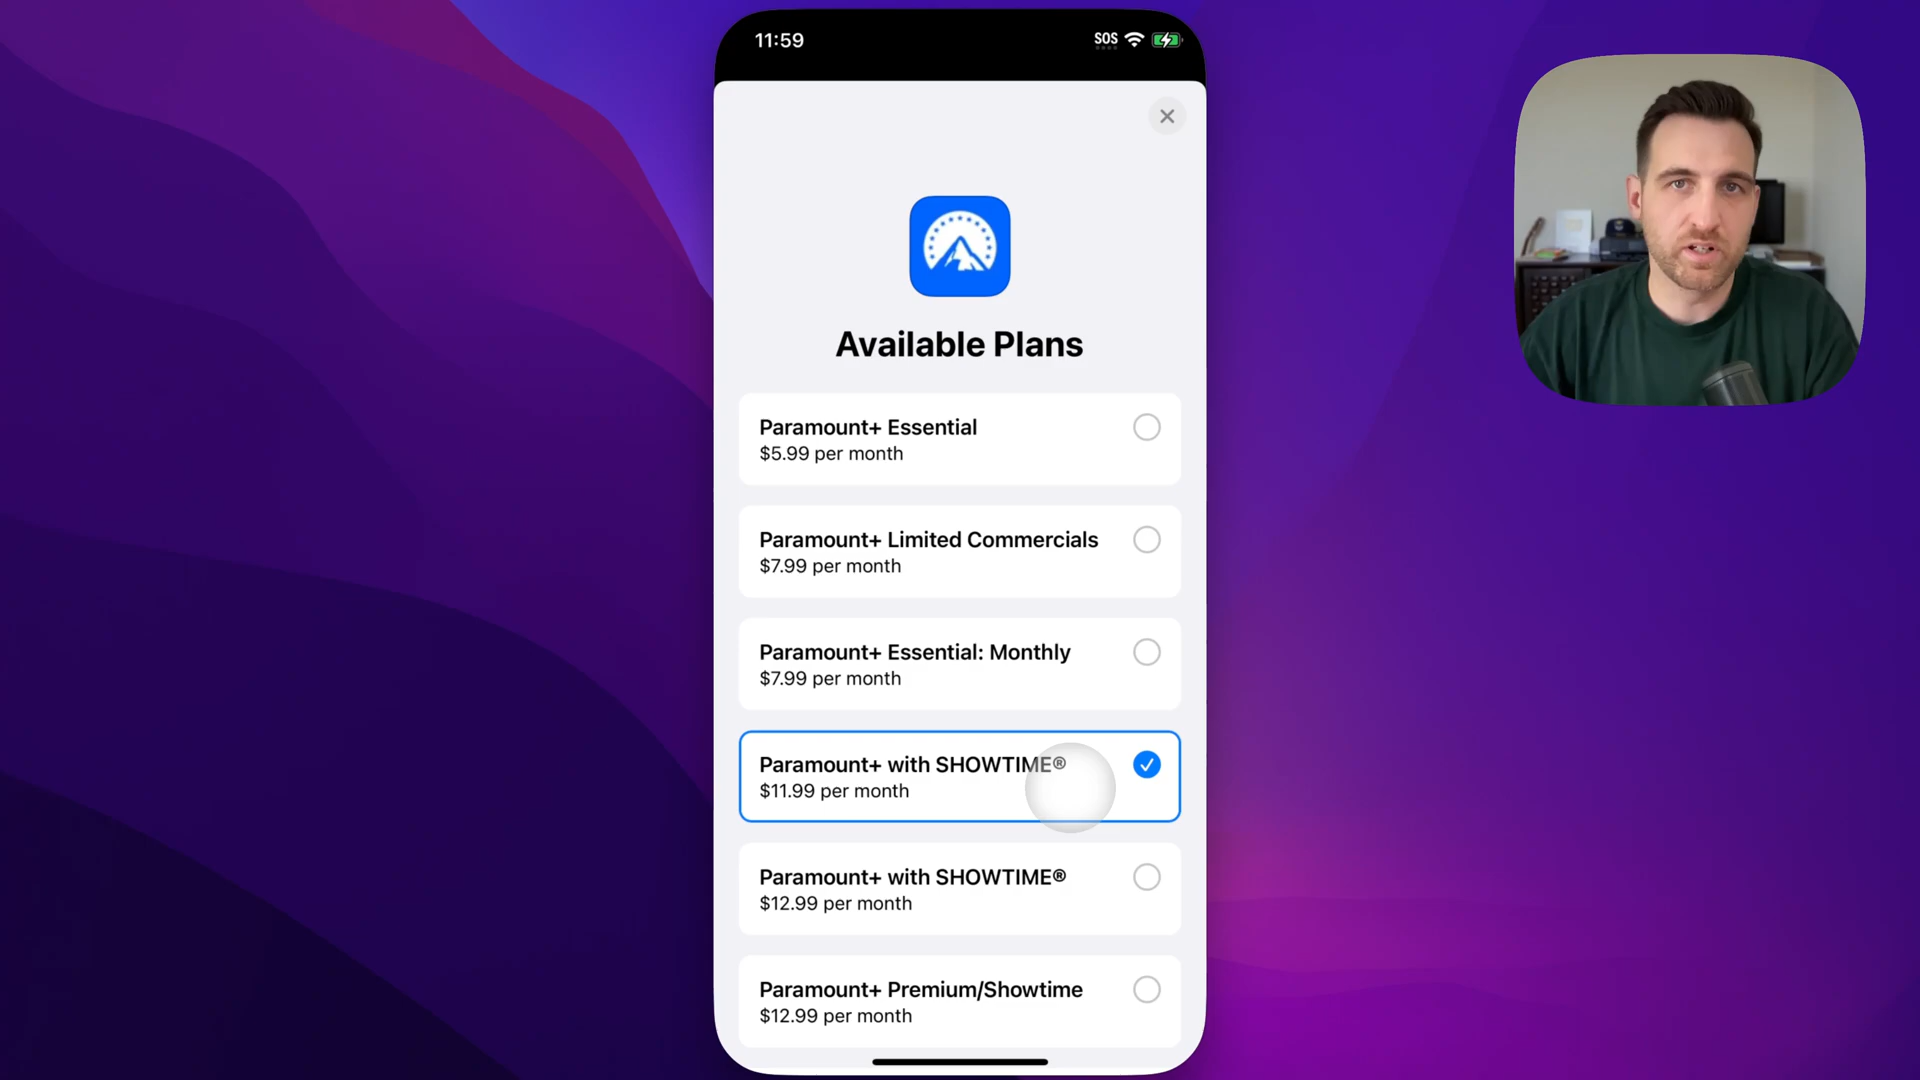 11:59
SOS
Available Plans
Paramount+ Essential
$5.99 per month
Paramount+ Limited Commercials
$7.99 per month
Paramount+ Essential: Monthly
$7.99 per month
Paramount+ with SHOWTIME®
$11.99 per month
Paramount+ with SHOWTIME®
$12.99 per month
Paramount+ Premium/Showtime
$12.99 per month